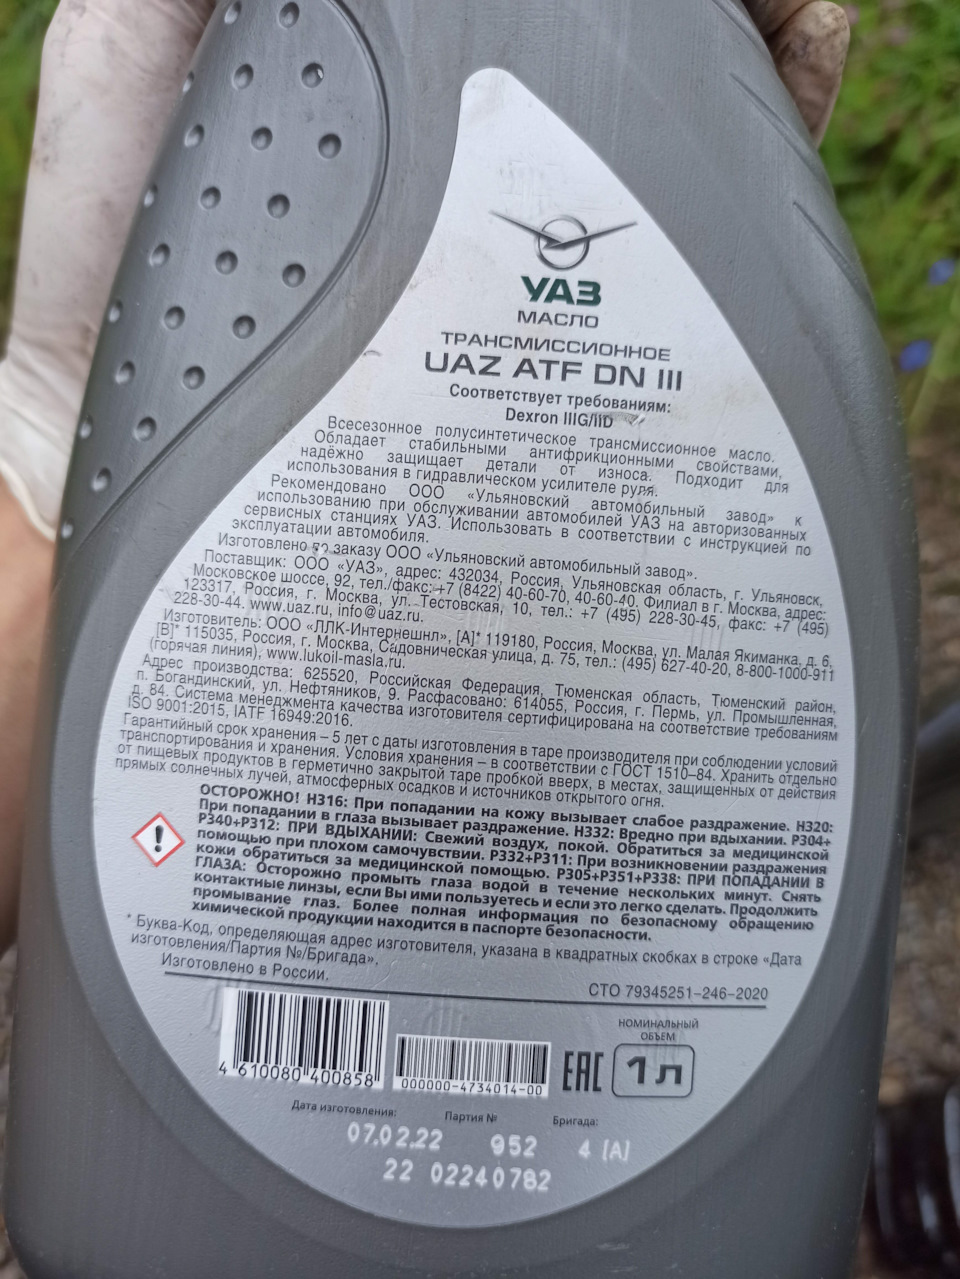 УАЗ
МАСЛО
ТРАНСМИССИОННОЕ
UAZ ATF DN III
Соответствует требованиям:
Dexron IIIG/IID
Всесезонное полусинтетическое трансмиссионное масло.
Обладает стабильными антифрикционными свойствами,
надёжно защищает детали от износа. Подходит для
использования в гидравлическом усилителе руля.
Рекомендовано ООО «Ульяновский автомобильный завод» к
использованию при обслуживании автомобилей УАЗ на авторизованных
сервисных станциях УАЗ. Использовать в соответствии с инструкцией по
эксплуатации автомобиля.
Изготовлено по заказу ООО «Ульяновский автомобильный завод».
Поставщик: ООО «УАЗ», адрес: 432034, Россия, Ульяновская область, г. Ульяновск,
Московское шоссе, 92, тел./факс: +7 (8422) 40-60-70, 40-60-40. Филиал в г. Москва, адрес:
123317, Россия, г. Москва, ул. Тестовская, 10, тел.: +7 (495) 228-30-45, факс: +7 (495)
228-30-44. www.uaz.ru, info@uaz.ru.
Изготовитель: ООО «ЛЛК-Интернешнл», [А]* 119180, Россия, Москва, ул. Малая Якиманка, д. 6,
[В]* 115035, Россия, г. Москва, Садовническая улица, д. 75, тел.: (495) 627-40-20, 8-800-1000-911
(горячая линия), www.lukoil-masla.ru.
Адрес производства: 625520, Российская Федерация, Тюменская область, Тюменский район,
п. Богандинский, ул. Нефтяников, 9. Расфасовано: 614055, Россия, г. Пермь, ул. Промышленная,
д. 84. Система менеджмента качества изготовителя сертифицирована на соответствие требованиям
ISO 9001:2015, IATF 16949:2016.
Гарантийный срок хранения – 5 лет с даты изготовления в таре производителя при соблюдении условий
транспортирования и хранения. Условия хранения – в соответствии с ГОСТ 1510–84. Хранить отдельно
от пищевых продуктов в герметично закрытой таре пробкой вверх, в местах, защищенных от действия
прямых солнечных лучей, атмосферных осадков и источников открытого огня.
ОСТОРОЖНО! H316: При попадании на кожу вызывает слабое раздражение. H320:
При попадании в глаза вызывает раздражение. H332: Вредно при вдыхании. P304+
P340+P312: ПРИ ВДЫХАНИИ: Свежий воздух, покой. Обратиться за медицинской
помощью при плохом самочувствии. P332+P311: При возникновении раздражения
кожи обратиться за медицинской помощью. P305+P351+P338: ПРИ ПОПАДАНИИ В
ГЛАЗА: Осторожно промыть глаза водой в течение нескольких минут. Снять
контактные линзы, если Вы ими пользуетесь и если это легко сделать. Продолжить
промывание глаз. Более полная информация по безопасному обращению
химической продукции находится в паспорте безопасности.
* Буква-Код, определяющая адрес изготовителя, указана в квадратных скобках в строке «Дата
изготовления/Партия №/Бригада».
Изготовлено в России.
СТО 79345251-246-2020
4 610080 400858
000000-4734014-00
EAC
НОМИНАЛЬНЫЙ
ОБЪЕМ
1 л
Дата изготовления: Партия № Бригада:
07.02.22 952 4 [A]
22 02240782